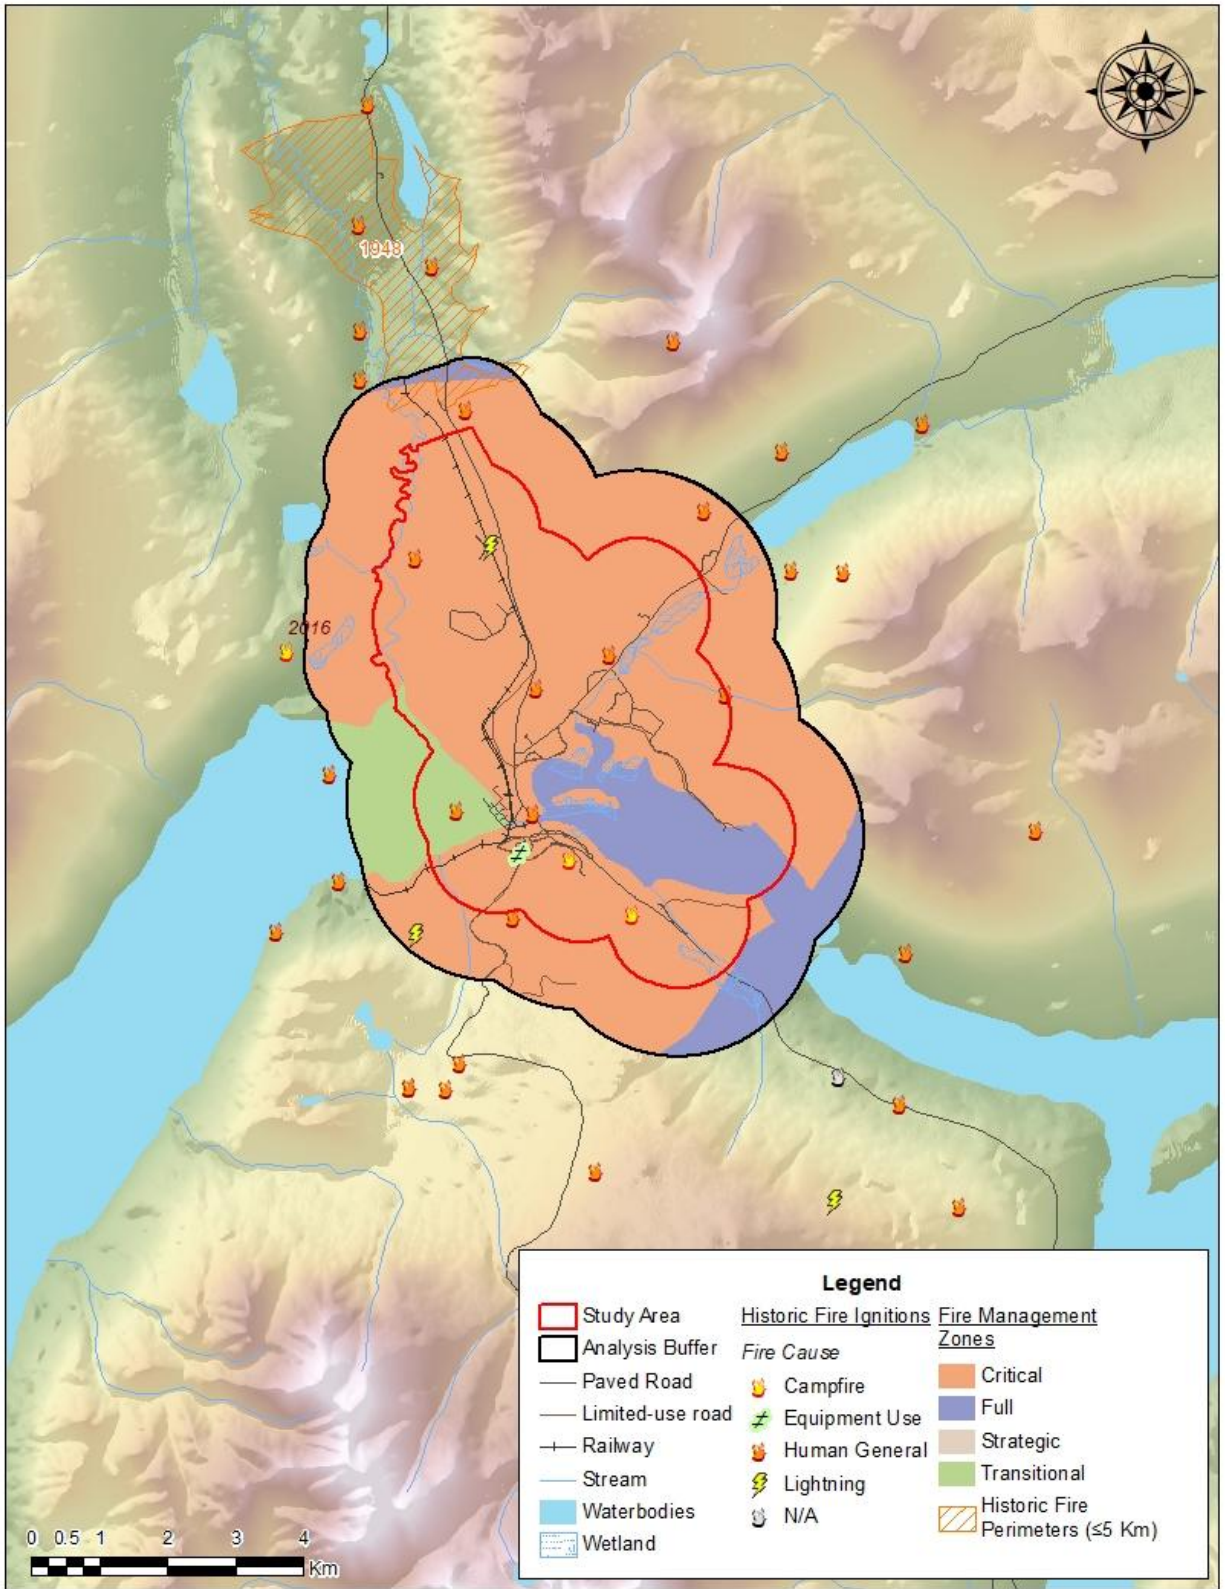 1948
2016
Legend
Study Area
Analysis Buffer
Paved Road
Limited-use road
Railway
Stream
Waterbodies
Wetland
Historic Fire Ignitions
Fire Cause
Campfire
Equipment Use
Human General
Lightning
N/A
Fire Management
Zones
Critical
Full
Strategic
Transitional
Historic Fire
Perimeters (≤5 Km)
0 0.5 1 2 3 4
Km